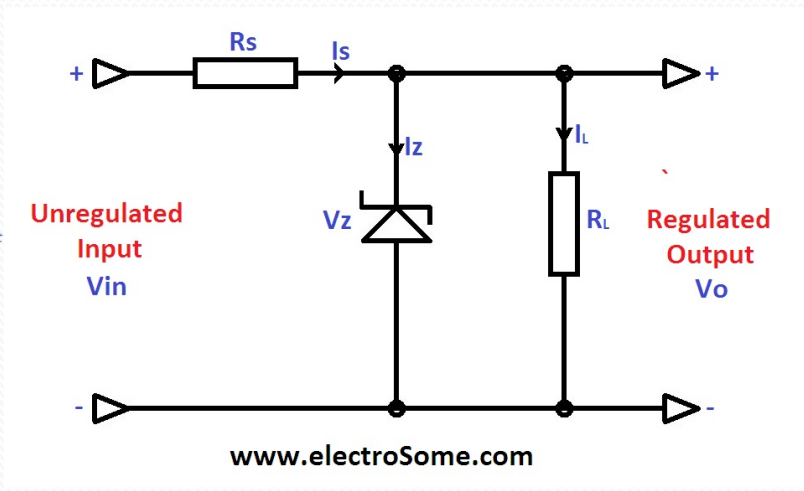 Rs
Is
+
+
Iz
IL
Vz
RL
Unregulated
Input
Vin
Regulated
Output
Vo
-
-
www.electroSome.com